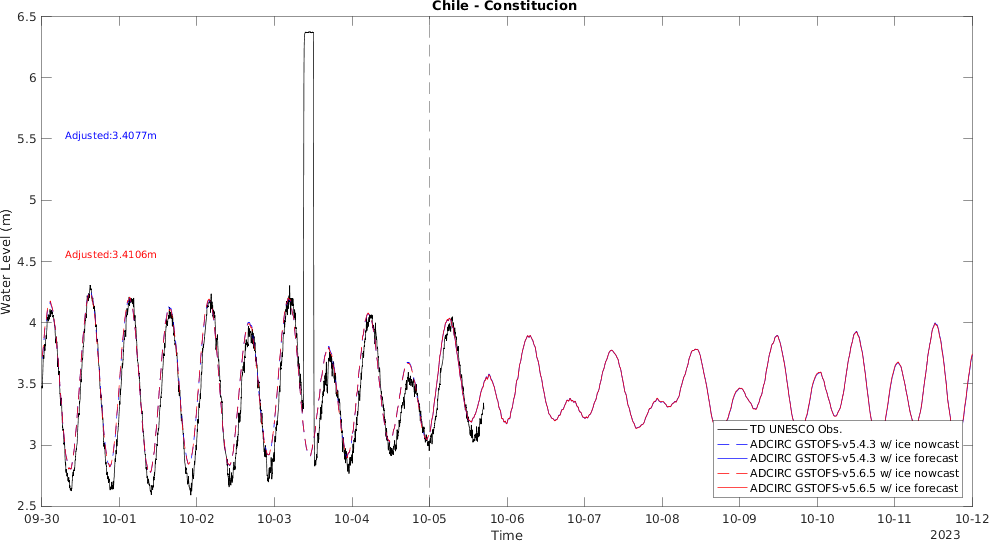 Chile - Constitucion
6.5
6
5.5
5
4.5
4
3.5
3
2.5
Water Level (m)
Adjusted:3.4077m
Adjusted:3.4106m
TD UNESCO Obs.
ADCIRC GSTOFS-v5.4.3 w/ ice nowcast
ADCIRC GSTOFS-v5.4.3 w/ ice forecast
ADCIRC GSTOFS-v5.6.5 w/ ice nowcast
ADCIRC GSTOFS-v5.6.5 w/ ice forecast
09-30 10-01 10-02 10-03 10-04 10-05 10-06 10-07 10-08 10-09 10-10 10-11 10-12
Time
2023